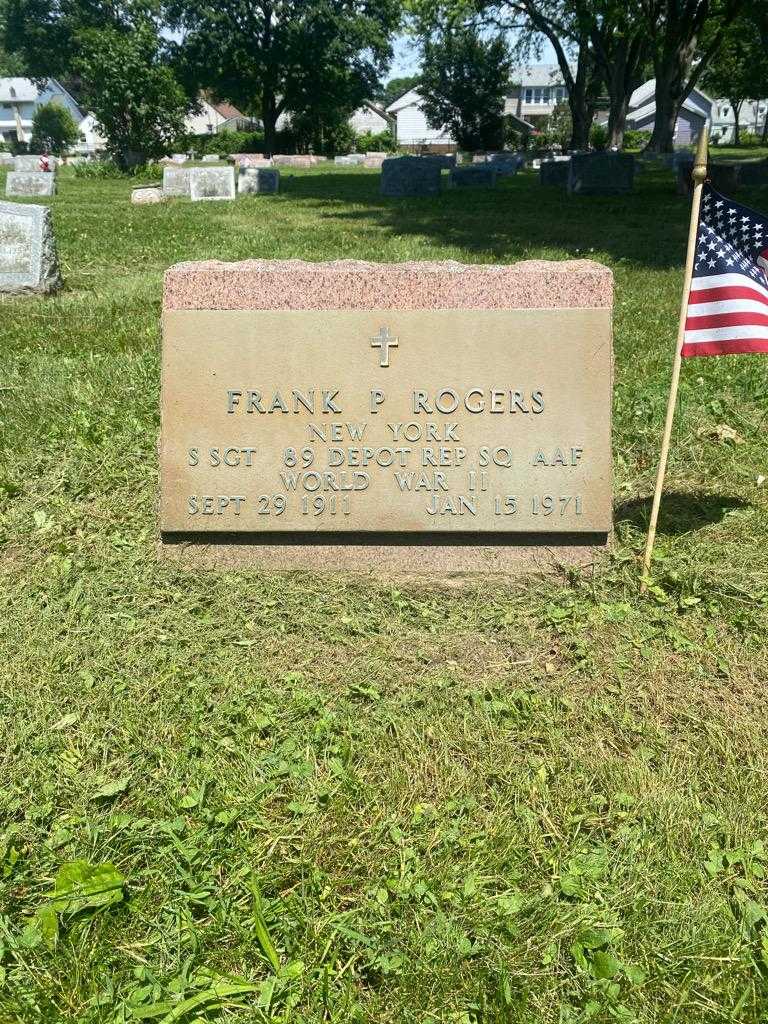 FRANK P ROGERS
NEW YORK
S SGT 89 DEPOT REP SQ AAF
WORLD WAR II
SEPT 29 1911 JAN 15 1971